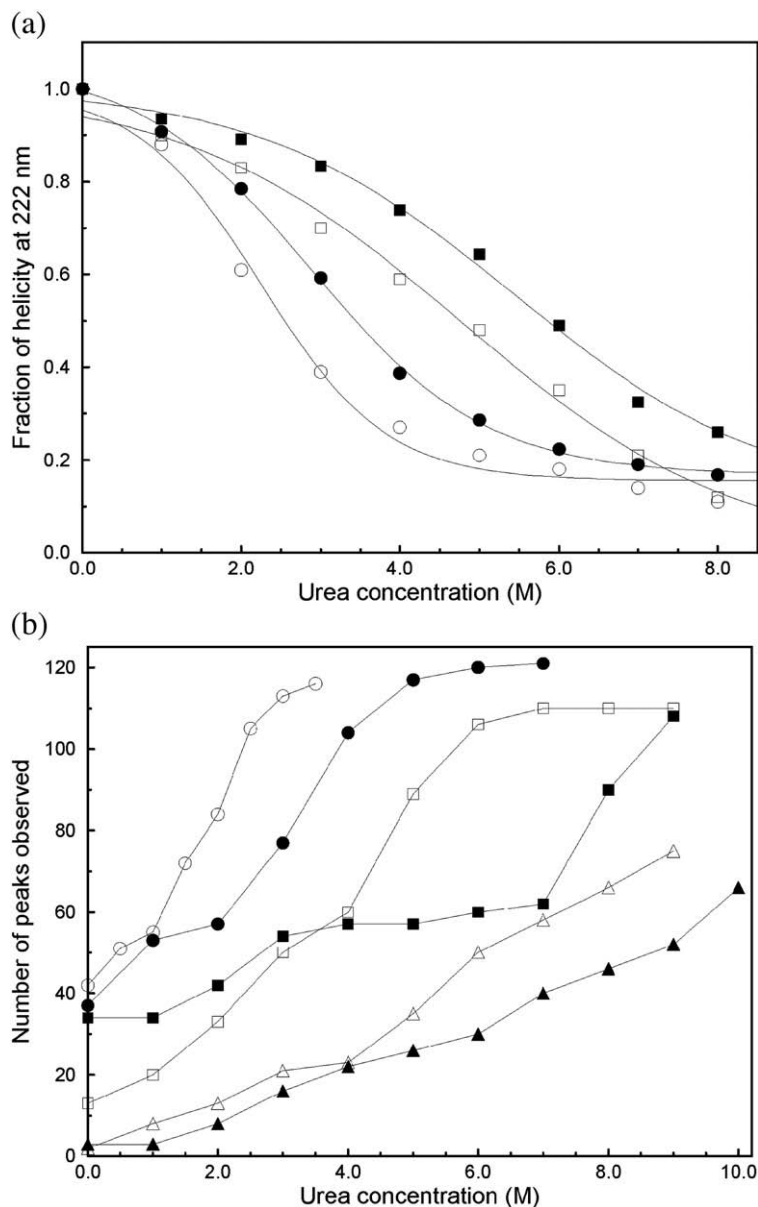 (a)
Fraction of helicity at 222 nm
1.0
0.8
0.6
0.4
0.2
0.0
0.0 2.0 4.0 6.0 8.0
Urea concentration (M)
(b)
Number of peaks observed
120
100
80
60
40
20
0
0.0 2.0 4.0 6.0 8.0 10.0
Urea concentration (M)